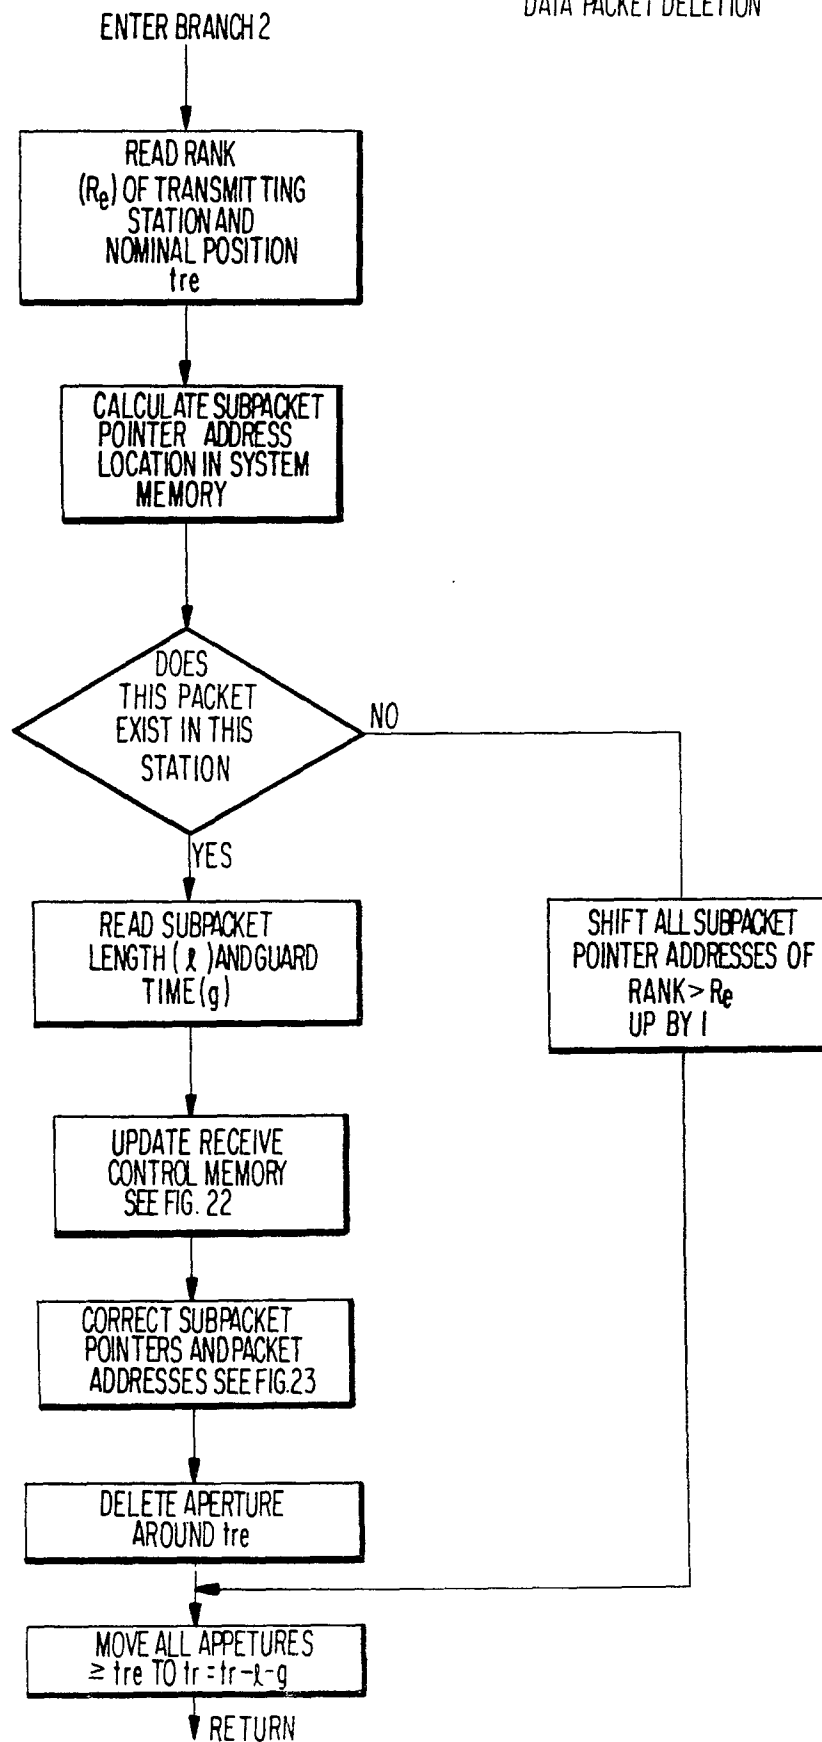 DATA PACKET DELETION
ENTER BRANCH 2
READ RANK
(Re) OF TRANSMITTING
STATION AND
NOMINAL POSITION
tre
CALCULATE SUBPACKET
POINTER ADDRESS
LOCATION IN SYSTEM
MEMORY
DOES
THIS PACKET
EXIST IN THIS
STATION
NO
YES
READ SUBPACKET
LENGTH (ℓ) AND GUARD
TIME (g)
SHIFT ALL SUBPACKET
POINTER ADDRESSES OF
RANK > Re
UP BY 1
UPDATE RECEIVE
CONTROL MEMORY
SEE FIG. 22
CORRECT SUBPACKET
POINTERS AND PACKET
ADDRESSES SEE FIG. 23
DELETE APERTURE
AROUND tre
MOVE ALL APPETURES
≥ tre TO tr = tr-ℓ-g
RETURN